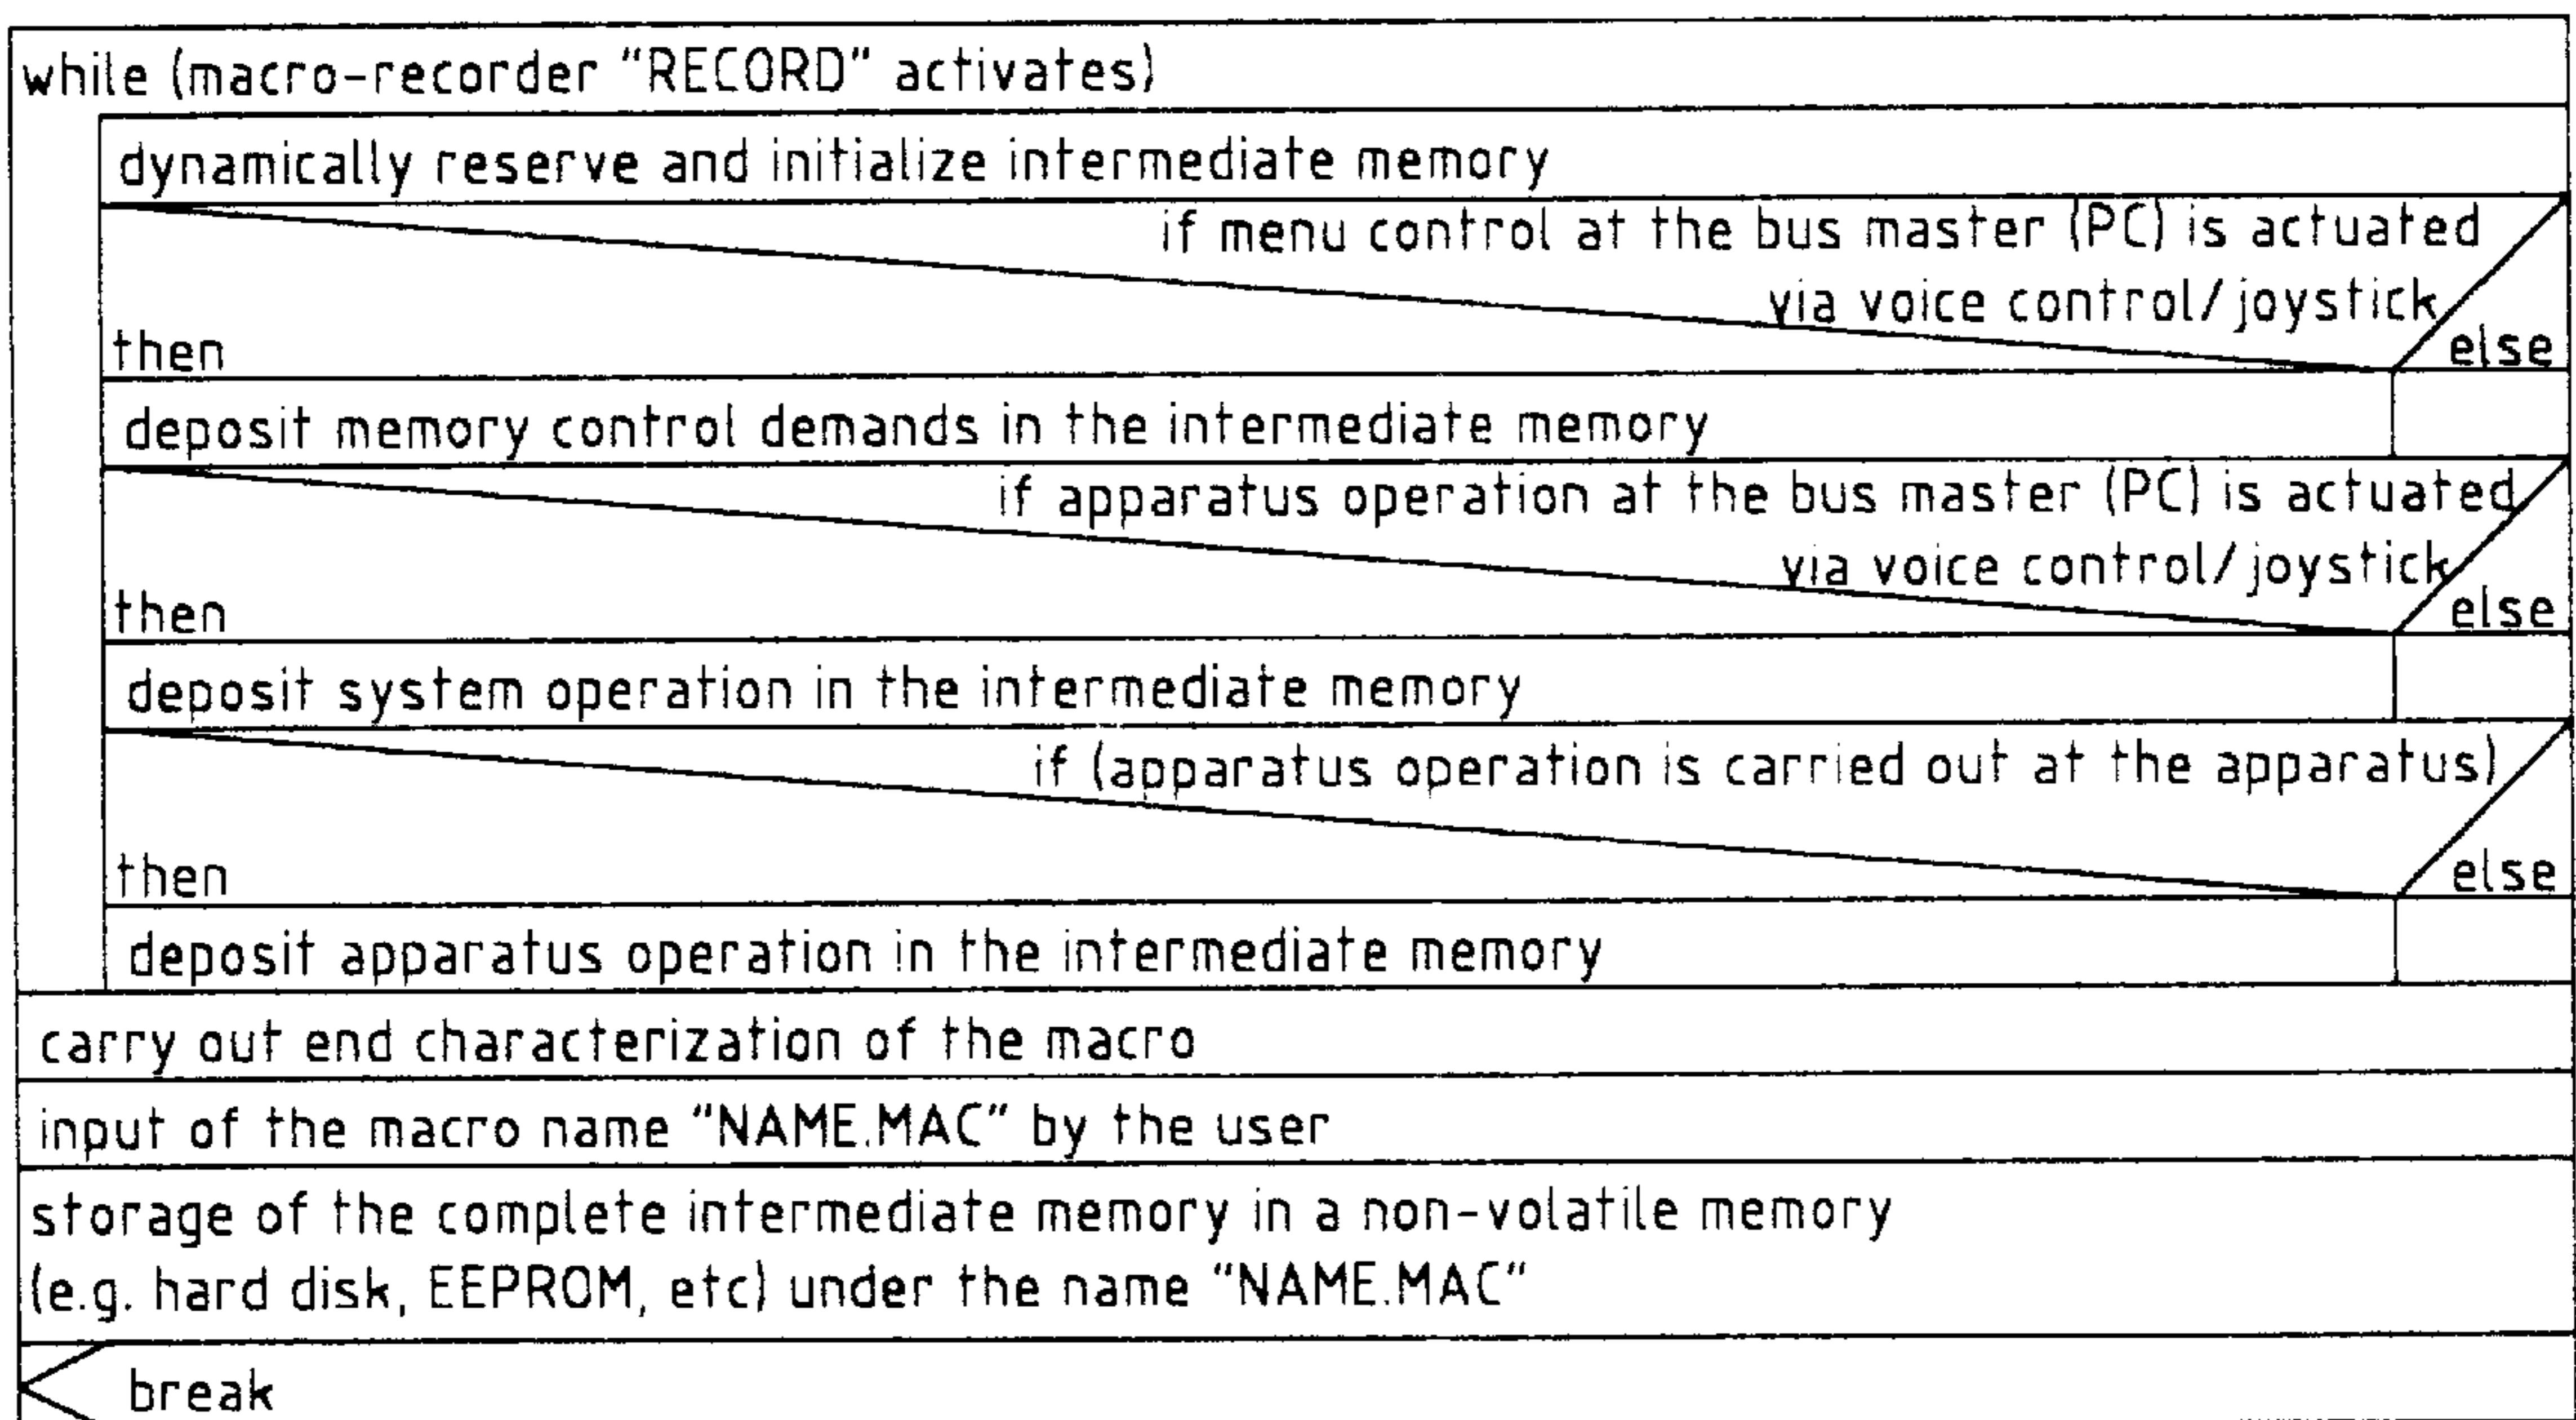 while (macro-recorder "RECORD" activates)
dynamically reserve and initialize intermediate memory
if menu control at the bus master (PC) is actuated
via voice control/joystick
then
else
deposit memory control demands in the intermediate memory
if apparatus operation at the bus master (PC) is actuated
via voice control/joystick
then
else
deposit system operation in the intermediate memory
if (apparatus operation is carried out at the apparatus)
then
else
deposit apparatus operation in the intermediate memory
carry out end characterization of the macro
input of the macro name "NAME.MAC" by the user
storage of the complete intermediate memory in a non-volatile memory
(e.g. hard disk, EEPROM, etc) under the name "NAME.MAC"
break